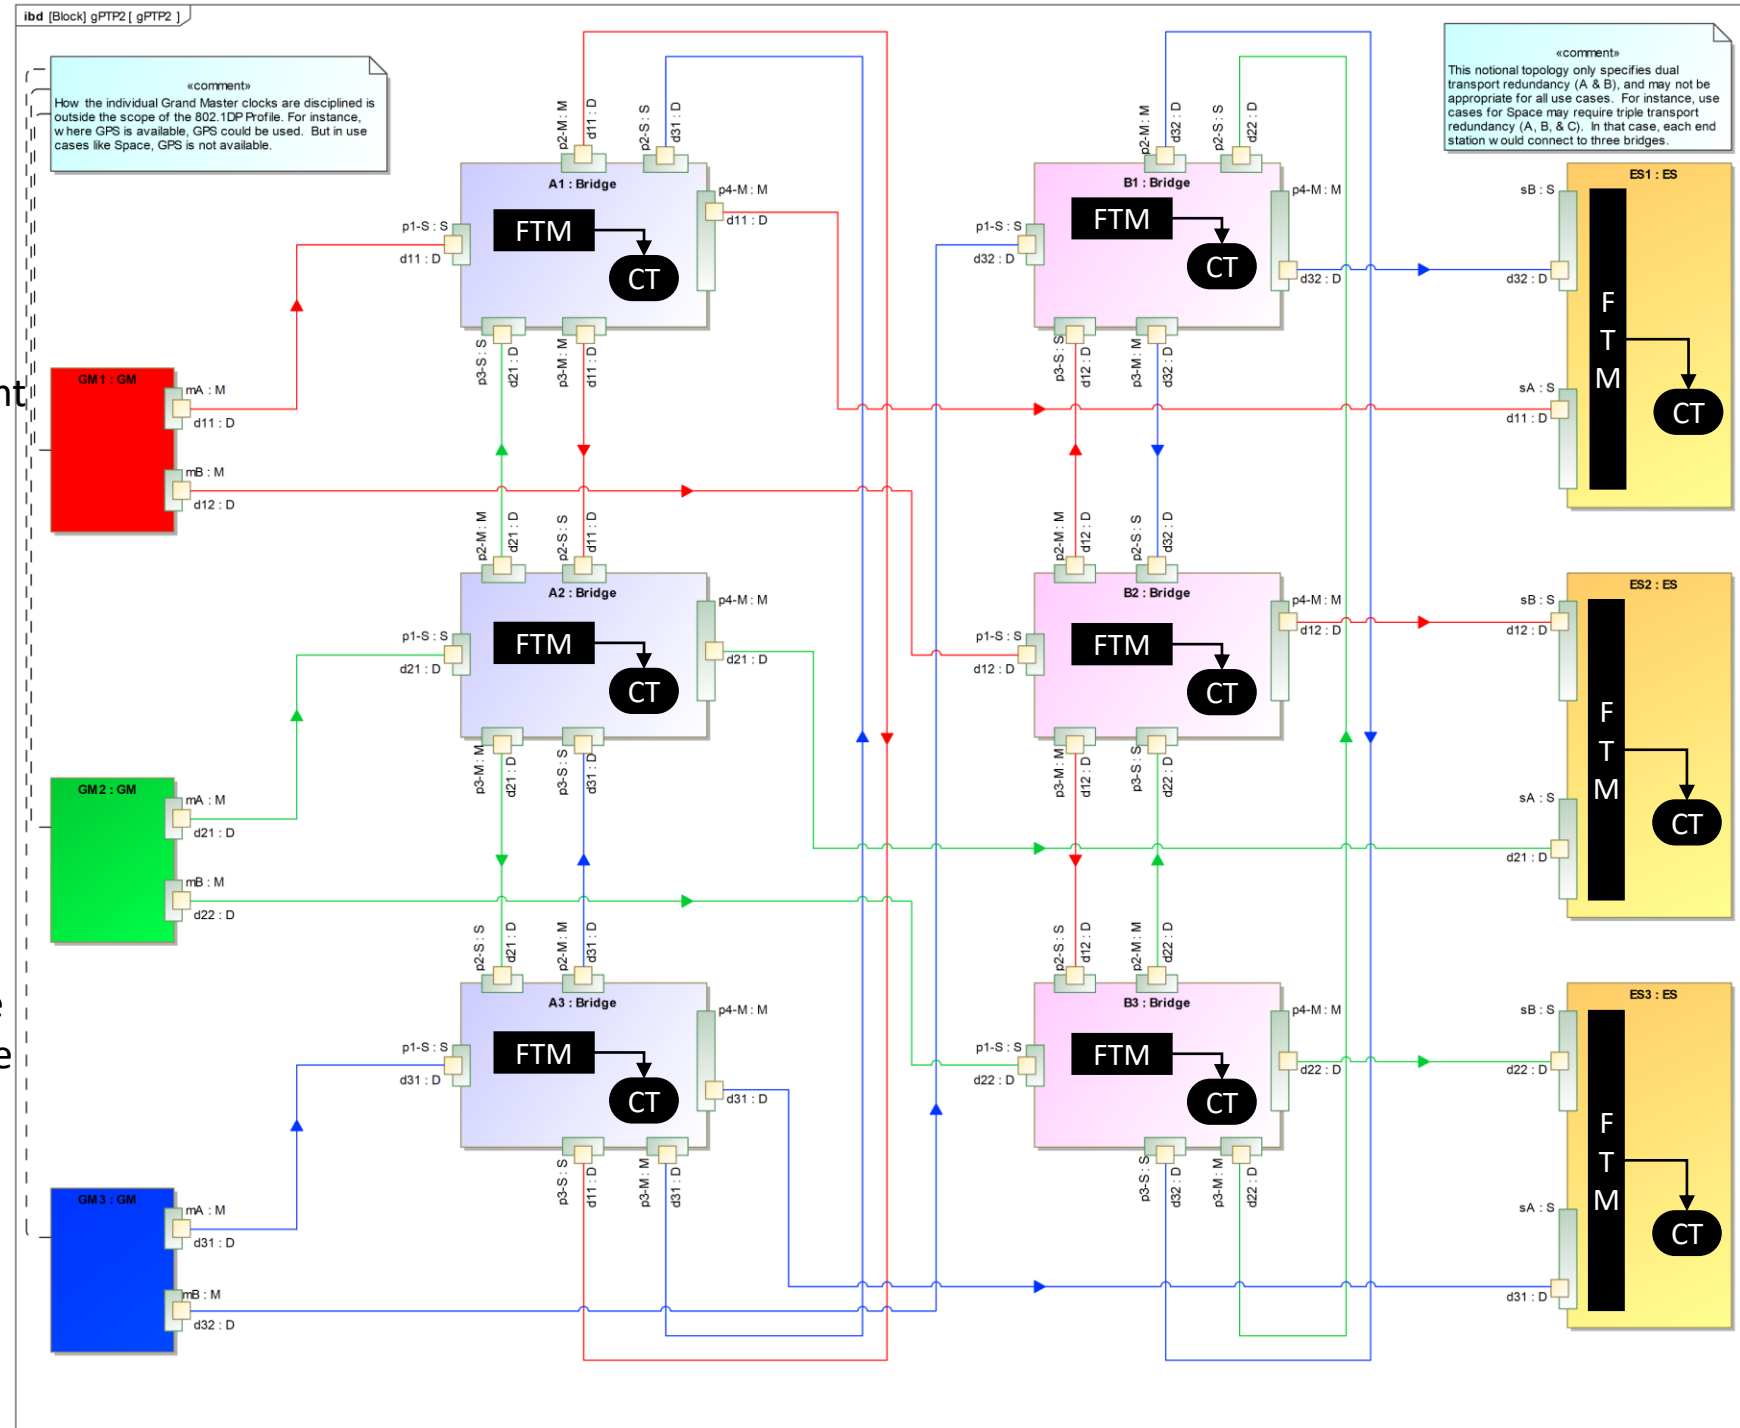 ibd [Block] gPTP2 [ gPTP2 ]
«comment»
How the individual Grand Master clocks are disciplined is
outside the scope of the 802.1DP Profile. For instance,
where GPS is available, GPS could be used. But in use
cases like Space, GPS is not available.
«comment»
This notional topology only specifies dual
transport redundancy (A & B), and may not be
appropriate for all use cases. For instance, use
cases for Space may require triple transport
redundancy (A, B, & C). In that case, each end
station would connect to three bridges.
GM1 : GM
mA : M
d11 : D
mB : M
d12 : D
GM2 : GM
mA : M
d21 : D
mB : M
d22 : D
GM3 : GM
mA : M
d31 : D
mB : M
d32 : D
p2-M : M
d11 : D
p2-S : S
d31 : D
A1 : Bridge
p1-S : S
d11 : D
FTM
CT
p4-M : M
d11 : D
p3-S : S
d21 : D
p3-M : M
d11 : D
p2-M : M
d21 : D
p2-S : S
d11 : D
A2 : Bridge
p1-S : S
d21 : D
FTM
CT
p4-M : M
d21 : D
p3-M : M
d21 : D
p3-S : S
d31 : D
p2-S : S
d21 : D
p2-M : M
d31 : D
A3 : Bridge
p1-S : S
d31 : D
FTM
CT
p4-M : M
d31 : D
p3-S : S
d11 : D
p3-M : M
d31 : D
p2-M : M
d32 : D
p2-S : S
d22 : D
B1 : Bridge
p1-S : S
d32 : D
FTM
CT
p4-M : M
d32 : D
p3-S : S
d12 : D
p3-M : M
d32 : D
p2-M : M
d12 : D
p2-S : S
d32 : D
B2 : Bridge
p1-S : S
d12 : D
FTM
CT
p4-M : M
d12 : D
p3-M : M
d12 : D
p3-S : S
d22 : D
p2-S : S
d12 : D
p2-M : M
d22 : D
B3 : Bridge
p1-S : S
d22 : D
FTM
CT
p4-M : M
d22 : D
p3-S : S
d32 : D
p3-M : M
d22 : D
ES1 : ES
sB : S
d32 : D
sA : S
d11 : D
F
T
M
CT
ES2 : ES
sB : S
d12 : D
sA : S
d21 : D
F
T
M
CT
ES3 : ES
sB : S
d22 : D
sA : S
d31 : D
F
T
M
CT